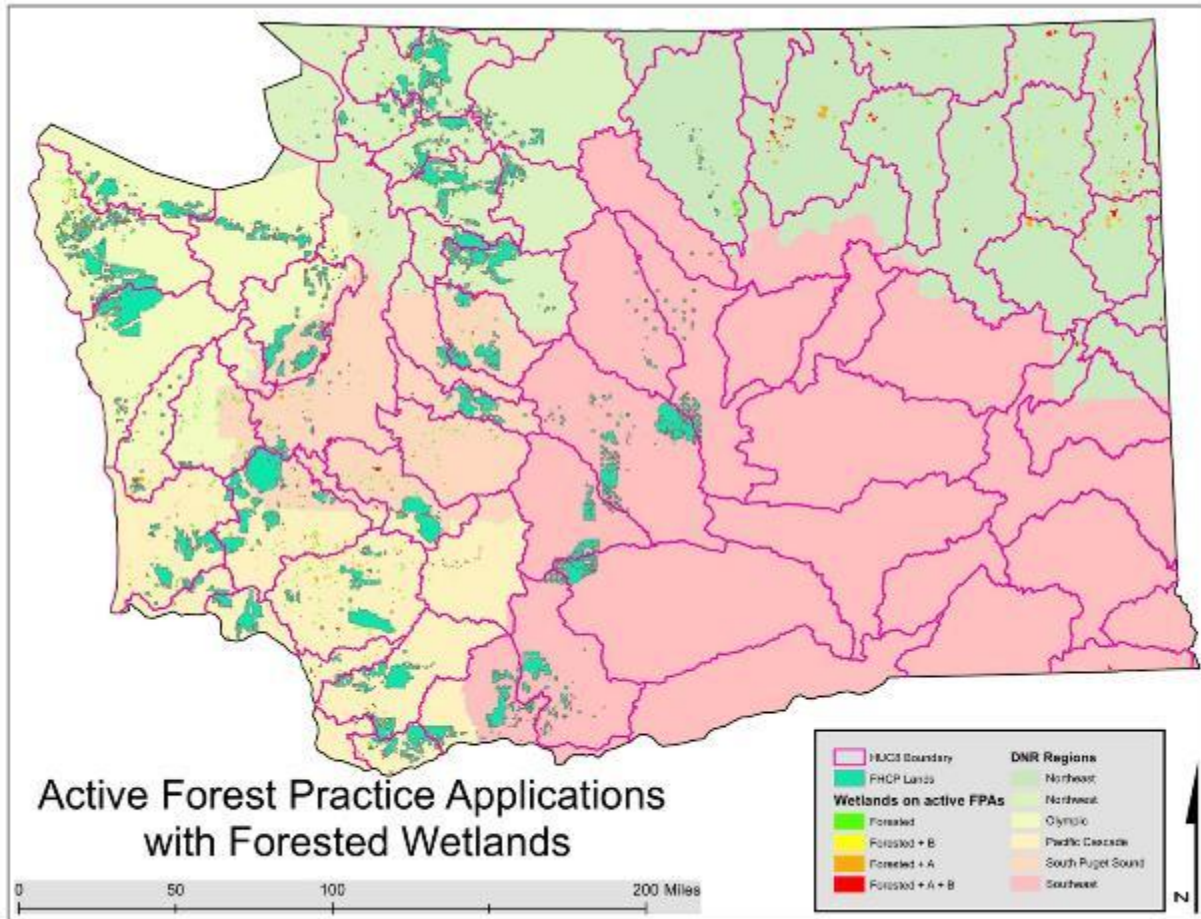 Active Forest Practice Applications
with Forested Wetlands
0 50 100 200 Miles
HUC8 Boundary
FHCP Lands
Wetlands on active FPAs
Forested
Forested + B
Forested + A
Forested + A + B
DNR Regions
Northeast
Northwest
Olympic
Pacific Cascade
South Puget Sound
Southeast
N